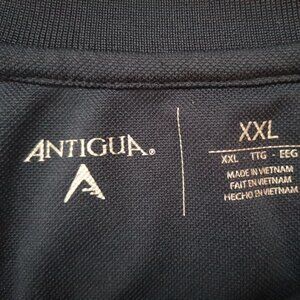 ANTIGUA®
XXL
XXL - TTG - EEG
MADE IN VIETNAM
FAIT EN VIETNAM
HECHO EN VIETNAM